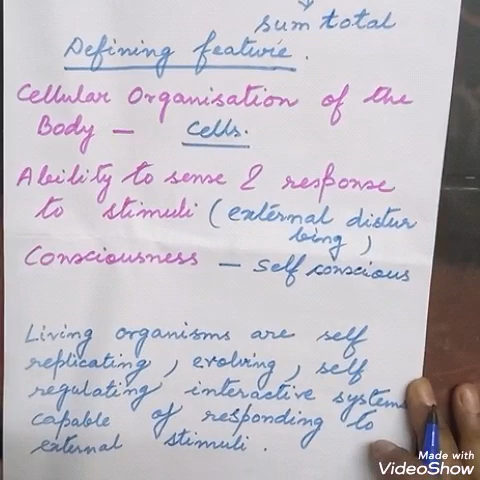 sum total
Defining feature.
Cellular Organisation of the
Body — Cells.
Ability to sense & response
to stimuli (external distur
bing)
Consciousness — self conscious
Living organisms are self
replicating, evolving, self
regulating interactive systems
capable of responding to
external stimuli.
Made with
VideoShow